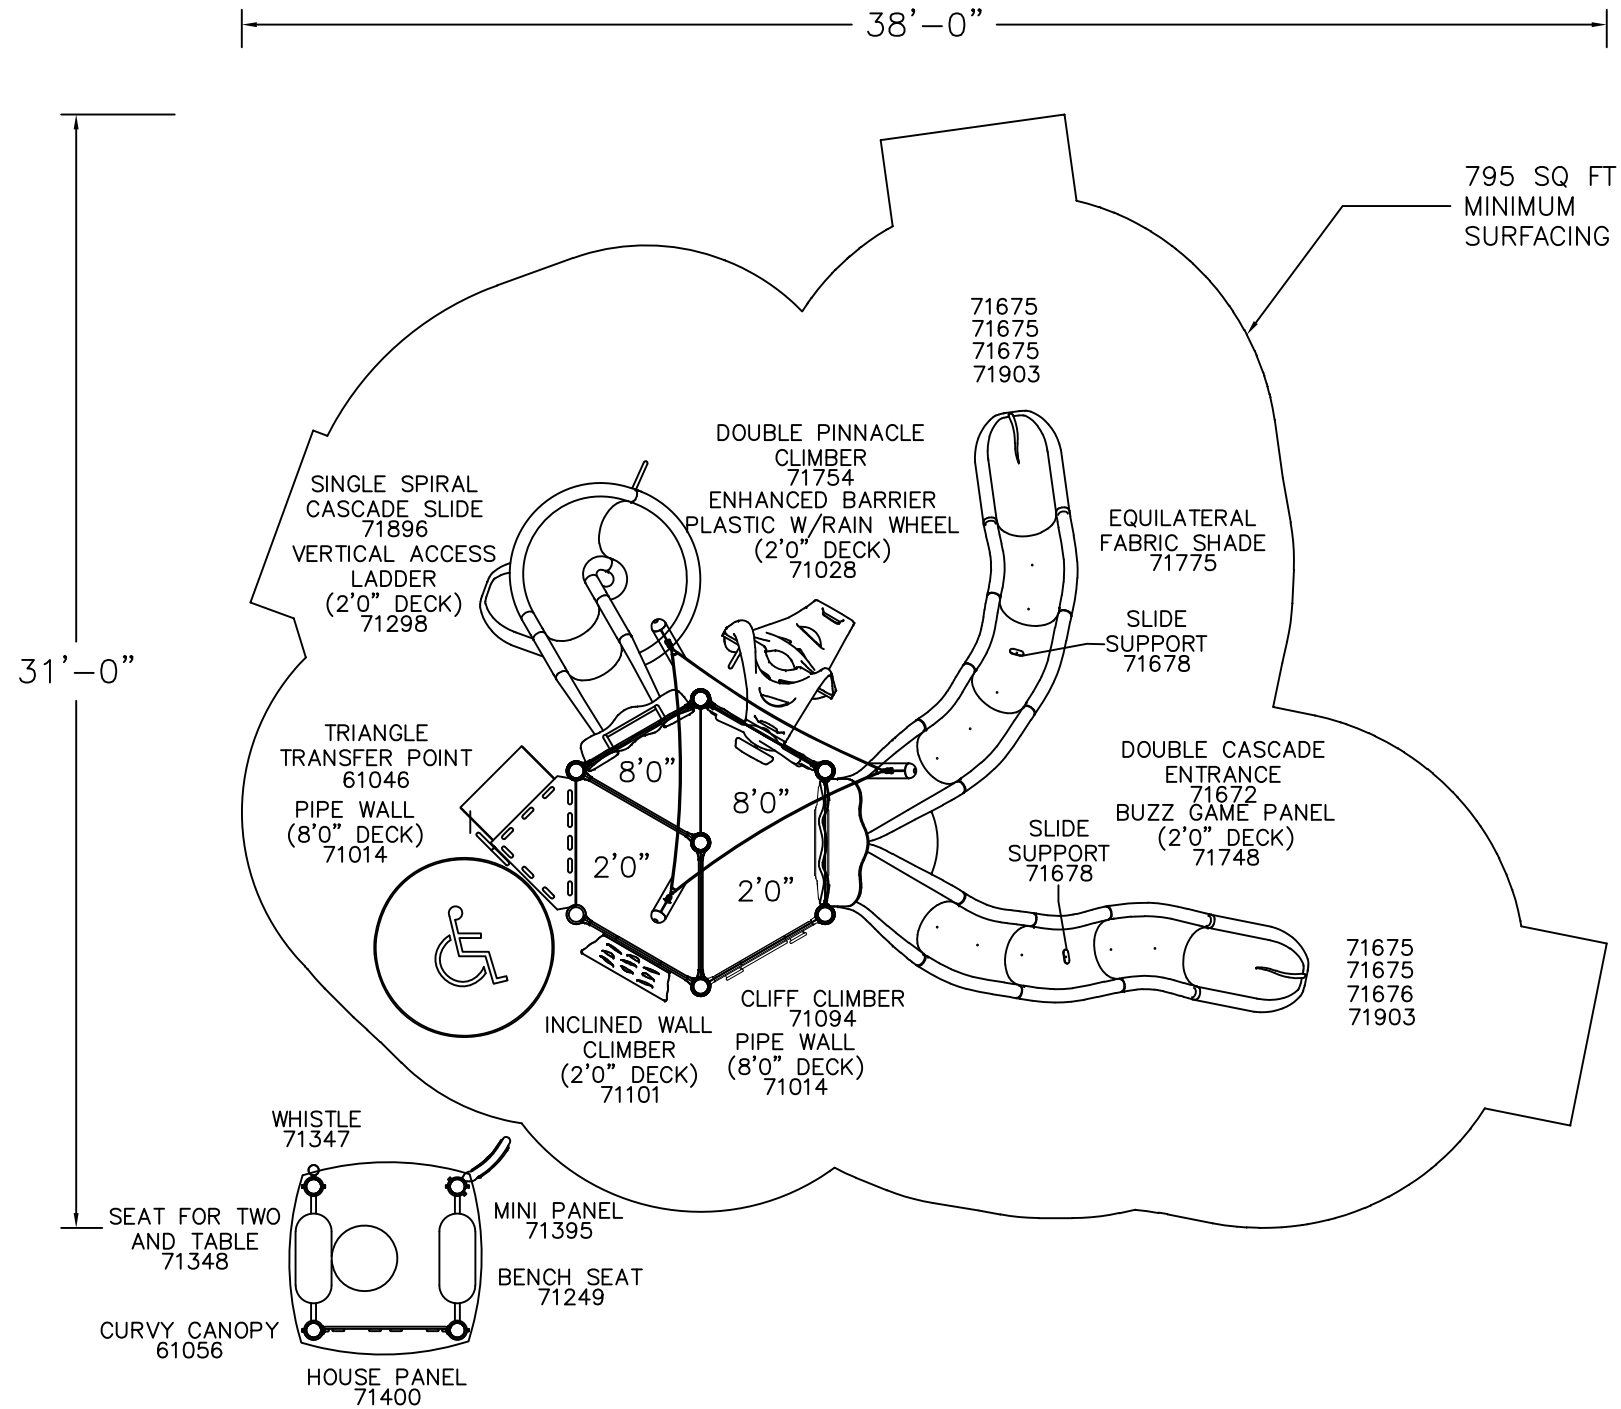 38'-0"
795 SQ FT
MINIMUM
SURFACING
31'-0"
71675
71675
71675
71903
DOUBLE PINNACLE
CLIMBER
71754
ENHANCED BARRIER
PLASTIC W/RAIN WHEEL
(2'0" DECK)
71028
SINGLE SPIRAL
CASCADE SLIDE
71896
VERTICAL ACCESS
LADDER
(2'0" DECK)
71298
EQUILATERAL
FABRIC SHADE
71775
SLIDE
SUPPORT
71678
TRIANGLE
TRANSFER POINT
61046
PIPE WALL
(8'0" DECK)
71014
8'0"
8'0"
2'0"
2'0"
DOUBLE CASCADE
ENTRANCE
71672
BUZZ GAME PANEL
(2'0" DECK)
71748
SLIDE
SUPPORT
71678
71675
71675
71676
71903
CLIFF CLIMBER
71094
PIPE WALL
(8'0" DECK)
71014
INCLINED WALL
CLIMBER
(2'0" DECK)
71101
WHISTLE
71347
SEAT FOR TWO
AND TABLE
71348
MINI PANEL
71395
BENCH SEAT
71249
CURVY CANOPY
61056
HOUSE PANEL
71400